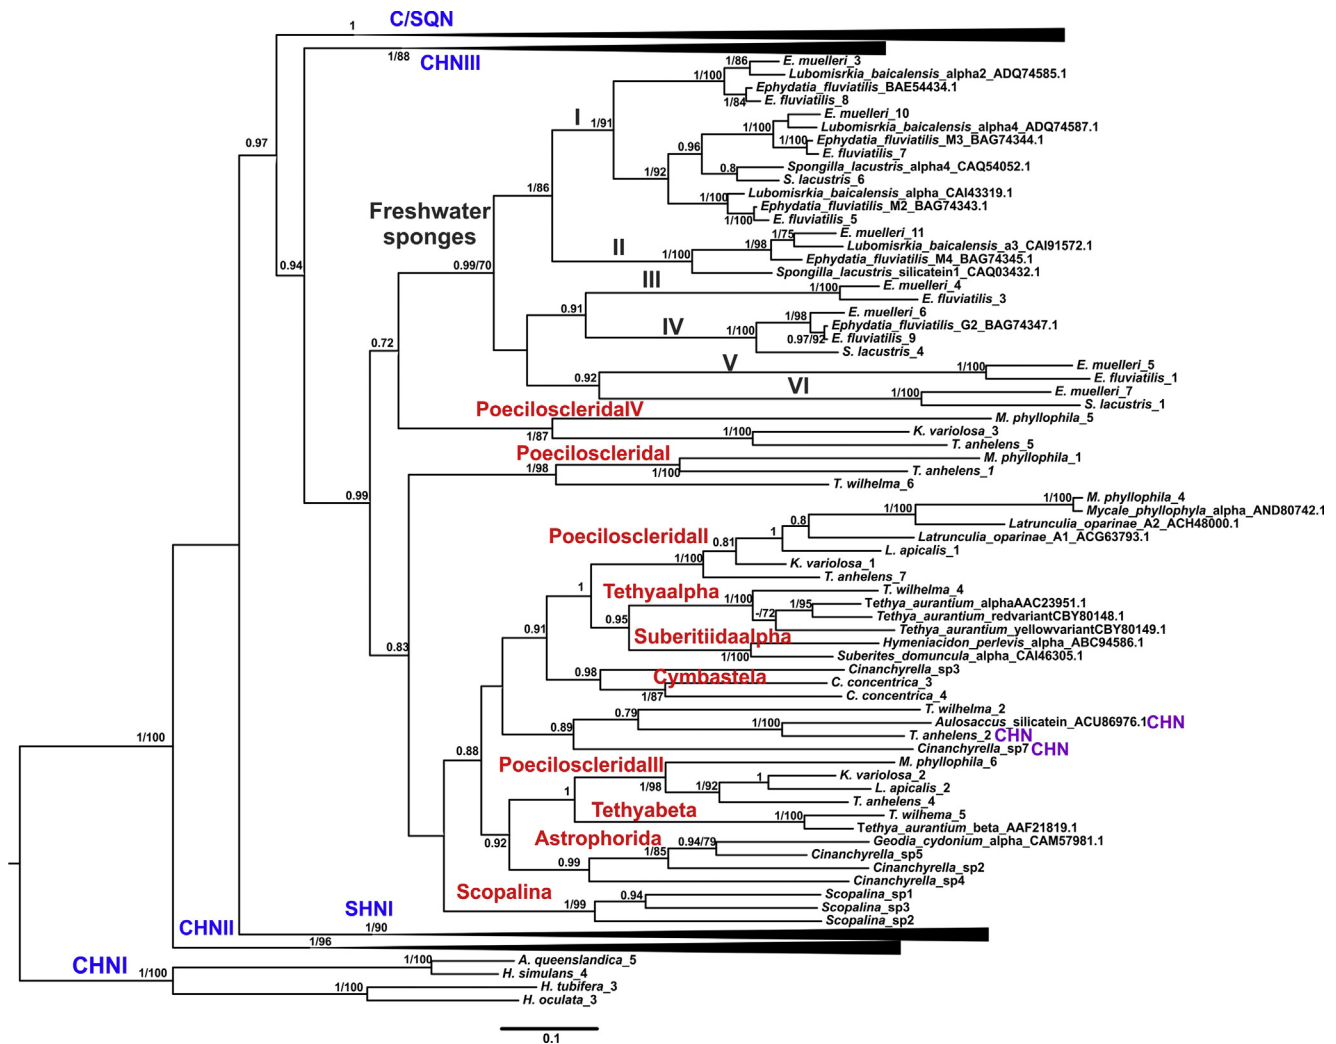 C/SQN
1
CHNIII
1/88
E. muelleri_3
1/86
Lubomisrkia_baicalensis_alpha2_ADQ74585.1
1/100
Ephydatia_fluviatilis_BAE54434.1
1/84
E. fluviatilis_8
I
1/91
E. muelleri_10
1/100
Lubomisrkia_baicalensis_alpha4_ADQ74587.1
Ephydatia_fluviatilis_M3_BAG74344.1
1/100
0.97
0.96
E. fluviatilis_7
Spongilla_lacustris_alpha4_CAQ54052.1
0.8
1/92
S. lacustris_6
1/86
Lubomisrkia_baicalensis_alpha_CAI43319.1
1/100
Ephydatia_fluviatilis_M2_BAG74343.1
1/100
E. fluviatilis_5
Freshwater
sponges
E. muelleri_11
1/75
II
1/98
Lubomisrkia_baicalensis_a3_CAI91572.1
1/100
Ephydatia_fluviatilis_M4_BAG74345.1
0.94
0.99/70
Spongilla_lacustris_silicatein1_CAQ03432.1
III
1/100
E. muelleri_4
E. fluviatilis_3
0.91
E. muelleri_6
1/98
IV
1/100
Ephydatia_fluviatilis_G2_BAG74347.1
0.97/92
E. fluviatilis_9
0.72
S. lacustris_4
V
1/100
E. muelleri_5
0.92
E. fluviatilis_1
VI
1/100
E. muelleri_7
S. lacustris_1
PoeciloscleridaIV
M. phyllophila_5
1/87
1/100
K. variolosa_3
T. anhelens_5
PoeciloscleridaI
M. phyllophila_1
1/98
1/100
T. anhelens_1
T. wilhelma_6
0.99
1/100
M. phyllophila_4
1/100
Mycale_phyllophyla_alpha_AND80742.1
0.8
Latrunculia_oparinae_A2_ACH48000.1
1
Latrunculia_oparinae_A1_ACG63793.1
PoeciloscleridaII
0.81
L. apicalis_1
1/100
K. variolosa_1
T. anhelens_7
1
Tethyaalpha
1/100
T. wilhelma_4
1/95
Tethya_aurantium_alphaAAC23951.1
-/72
Tethya_aurantium_redvariantCBY80148.1
0.95
Tethya_aurantium_yellowvariantCBY80149.1
0.91
Suberitiidaalpha
Hymeniacidon_perlevis_alpha_ABC94586.1
0.83
1/100
Suberites_domuncula_alpha_CAI46305.1
0.98
Cymbastela
Cinanchyrella_sp3
C. concentrica_3
1/87
C. concentrica_4
0.79
T. wilhelma_2
0.89
1/100
Aulosaccus_silicatein_ACU86976.1CHN
T. anhelens_2 CHN
1/100
0.88
Cinanchyrella_sp7 CHN
PoeciloscleridaIII
M. phyllophila_6
1
K. variolosa_2
1
1/98
1/92
L. apicalis_2
T. anhelens_4
Tethyabeta
1/100
T. wilhema_5
Tethya_aurantium_beta_AAF21819.1
0.92
Astrophorida
0.94/79
Geodia_cydonium_alpha_CAM57981.1
1/85
Cinanchyrella_sp5
0.99
Cinanchyrella_sp2
Cinanchyrella_sp4
Scopalina
0.94
Scopalina_sp1
1/99
Scopalina_sp3
SHNI
Scopalina_sp2
CHNII
1/90
1/96
CHNI
1/100
A. queenslandica_5
1/100
H. simulans_4
1/100
H. tubifera_3
H. oculata_3
0.1